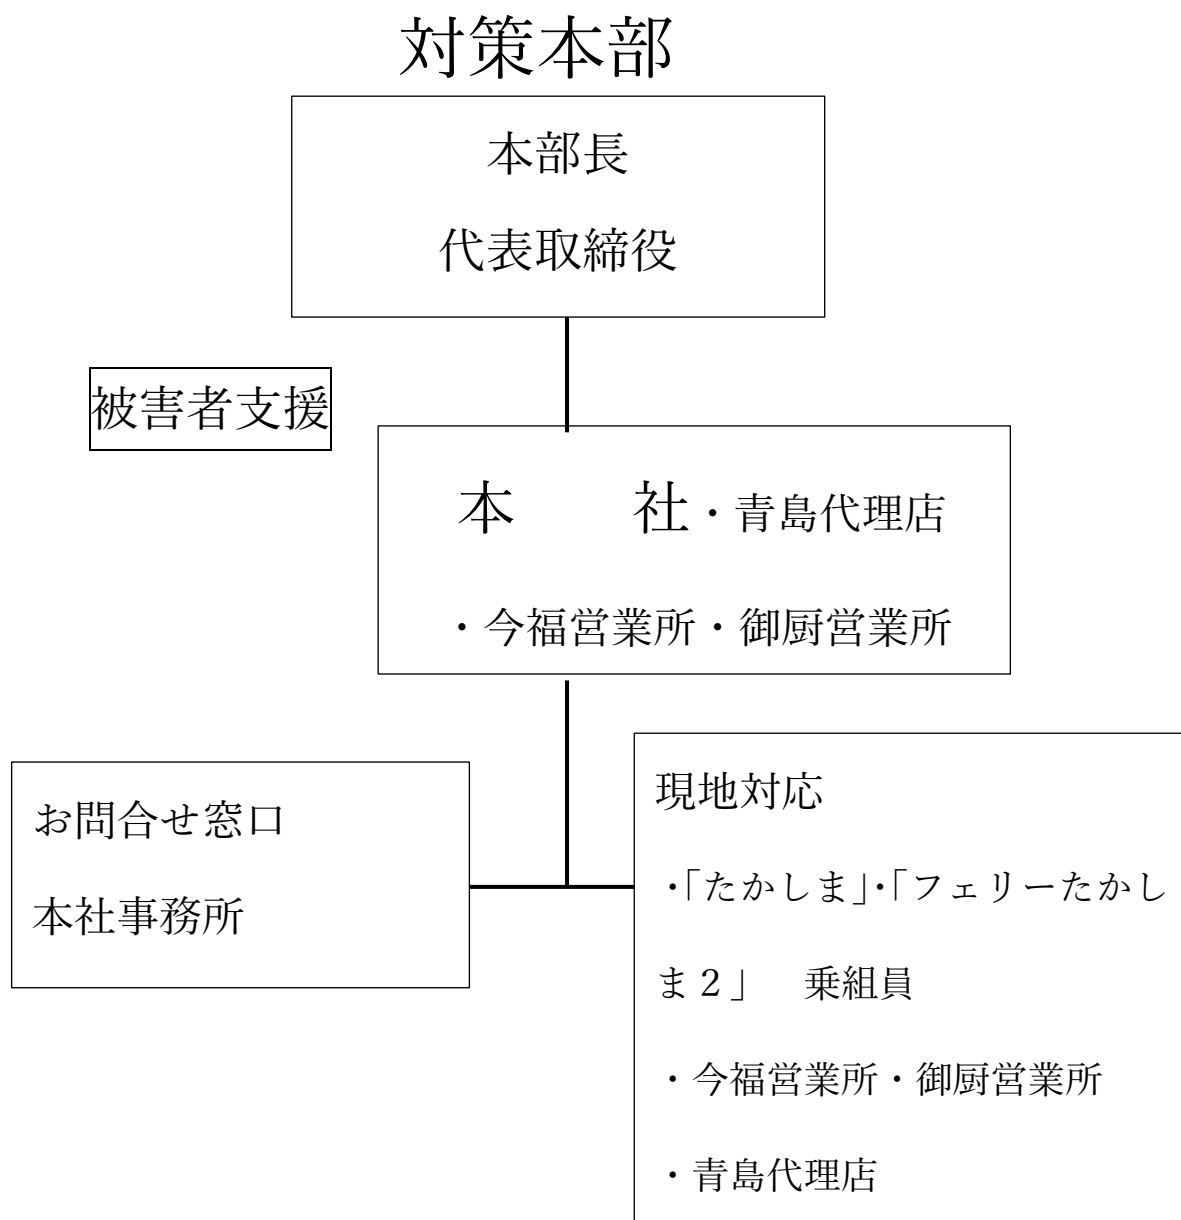 対策本部
本部長
代表取締役
被害者支援
本　　社・青島代理店
・今福営業所・御厨営業所
お問合せ窓口
本社事務所
現地対応
・「たかしま」・「フェリーたかし
ま２」　乗組員
・今福営業所・御厨営業所
・青島代理店